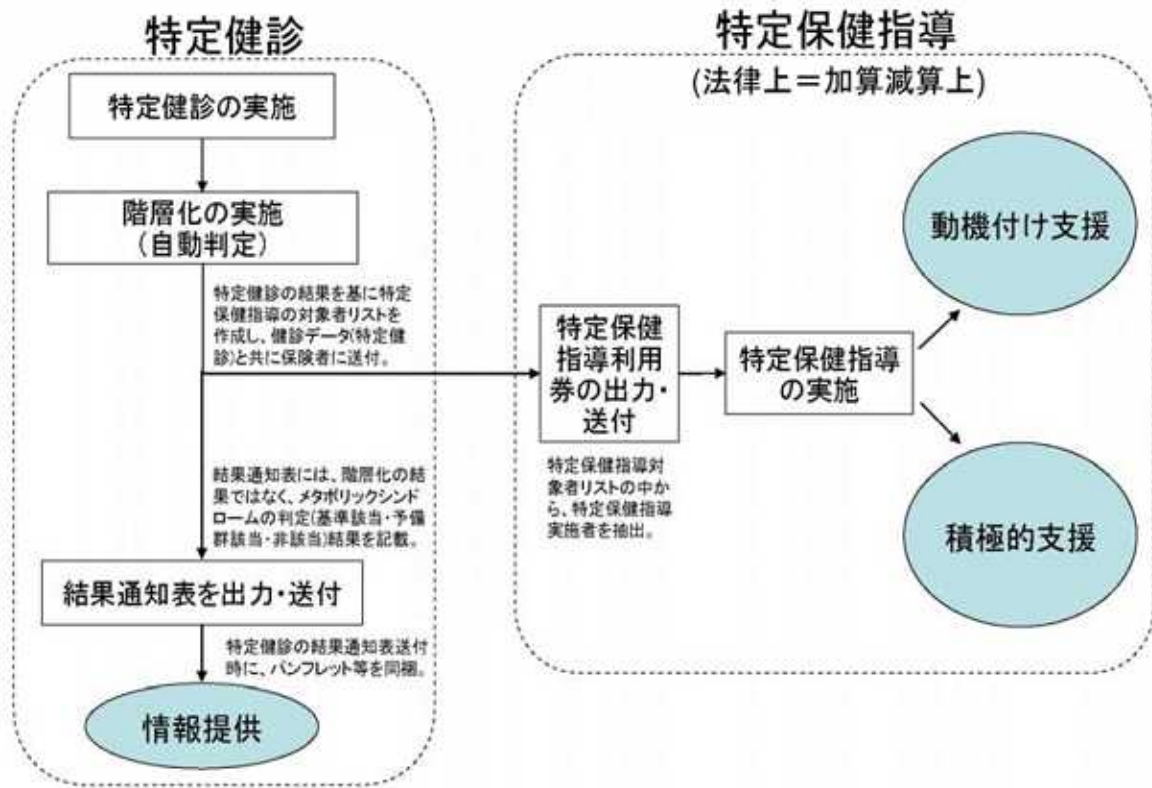 特定健診
特定健診の実施
階層化の実施
（自動判定）
特定健診の結果を基に特定
保健指導の対象者リストを
作成し、健診データ(特定健
診)と共に保険者に送付。
結果通知表には、階層化の結
果ではなく、メタボリックシンド
ロームの判定(基準該当・予備
群該当・非該当)結果を記載。
結果通知表を出力・送付
特定健診の結果通知表送付
時に、パンフレット等を同梱。
情報提供
特定保健指導
(法律上＝加算減算上)
特定保健
指導利用
券の出力・
送付
特定保健指導対
象者リストの中か
ら、特定保健指導
実施者を抽出。
特定保健指導
の実施
動機付け支援
積極的支援